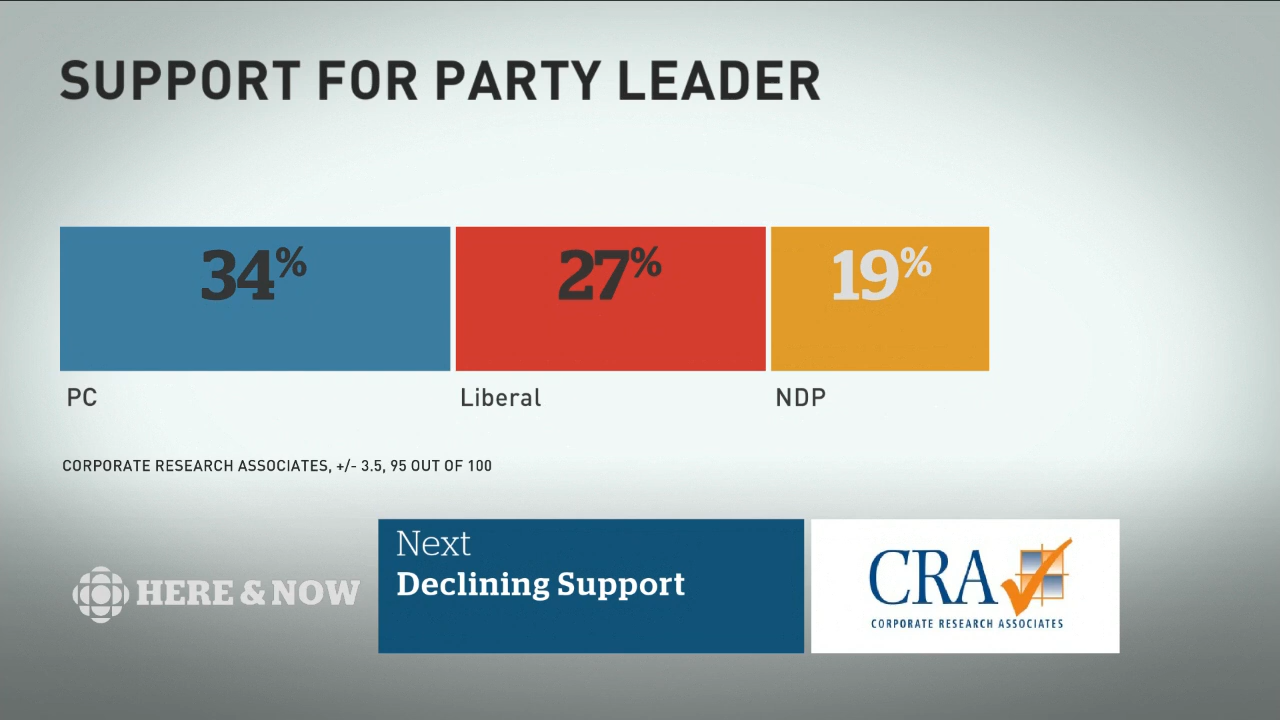 SUPPORT FOR PARTY LEADER
34% 27% 19%
PC Liberal NDP
CORPORATE RESEARCH ASSOCIATES, +/- 3.5, 95 OUT OF 100
Next
Declining Support
HERE & NOW
CRA
CORPORATE RESEARCH ASSOCIATES